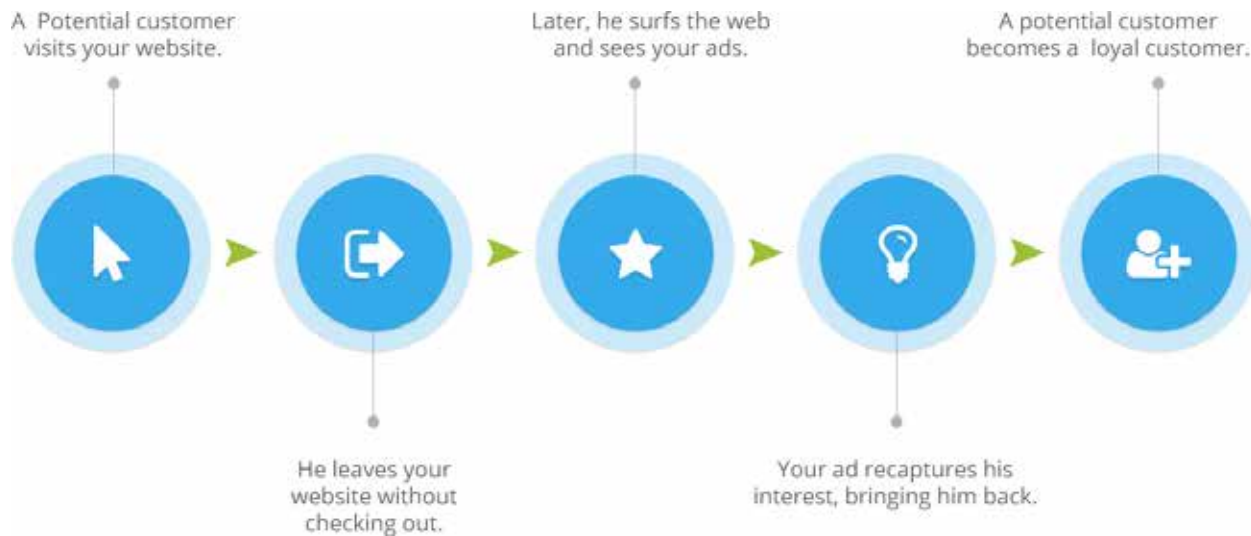 A Potential customer
visits your website.
He leaves your
website without
checking out.
Later, he surfs the web
and sees your ads.
Your ad recaptures his
interest, bringing him back.
A potential customer
becomes a loyal customer.